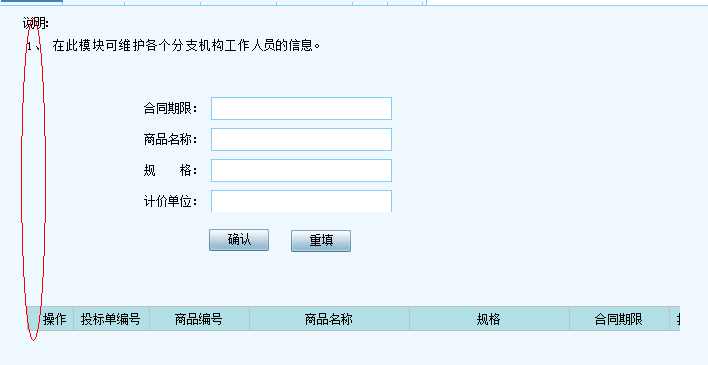 说明:
1、 在此模块可维护各个分支机构工作人员的信息。
合同期限:
商品名称:
规 格:
计价单位:
确认 重填
操作 投标单编号 商品编号 商品名称 规格 合同期限